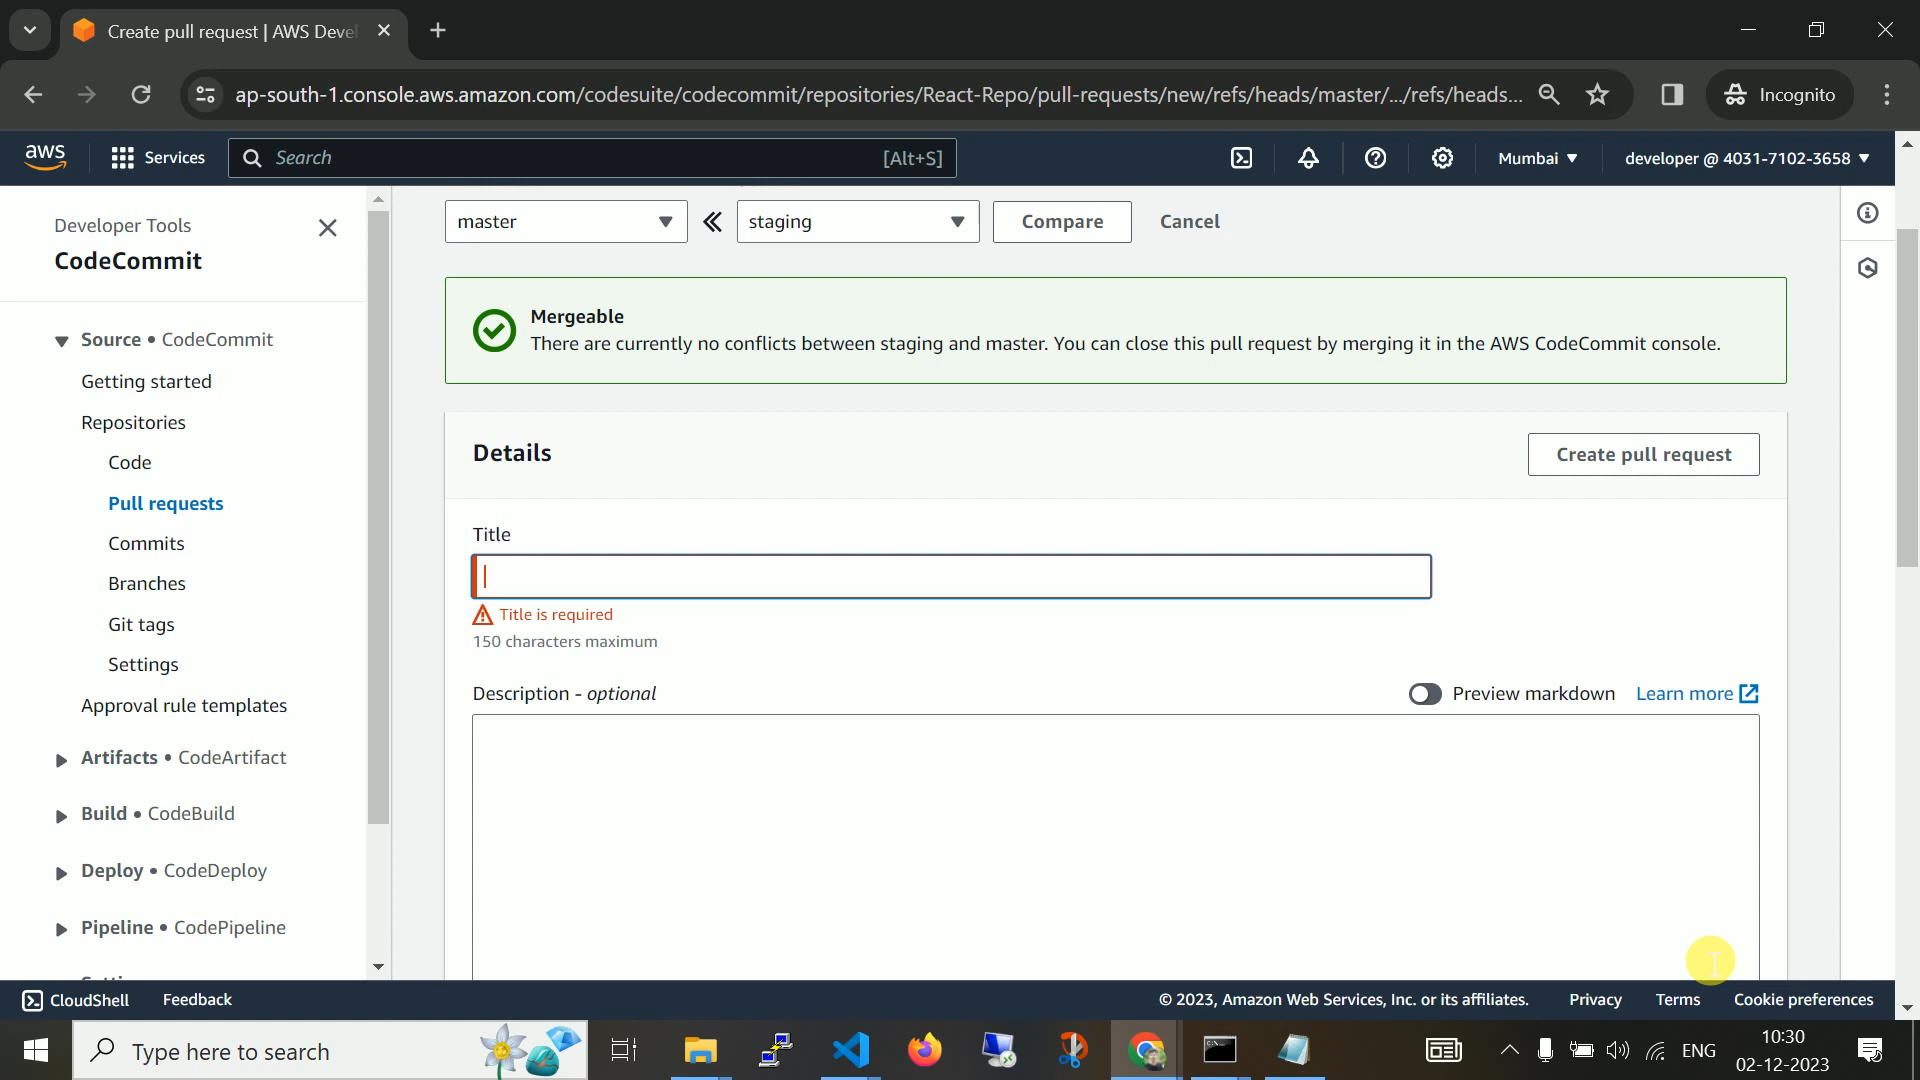 Create pull request | AWS Deve
ap-south-1.console.aws.amazon.com/codesuite/codecommit/repositories/React-Repo/pull-requests/new/refs/heads/master/.../refs/heads...
Incognito
aws
Services
Search
[Alt+S]
Mumbai
developer @ 4031-7102-3658
Developer Tools
CodeCommit
Source • CodeCommit
Getting started
Repositories
Code
Pull requests
Commits
Branches
Git tags
Settings
Approval rule templates
Artifacts • CodeArtifact
Build • CodeBuild
Deploy • CodeDeploy
Pipeline • CodePipeline
master
staging
Compare
Cancel
Mergeable
There are currently no conflicts between staging and master. You can close this pull request by merging it in the AWS CodeCommit console.
Details
Create pull request
Title
Title is required
150 characters maximum
Description - optional
Preview markdown
Learn more
CloudShell
Feedback
© 2023, Amazon Web Services, Inc. or its affiliates.
Privacy
Terms
Cookie preferences
Type here to search
ENG
10:30
02-12-2023